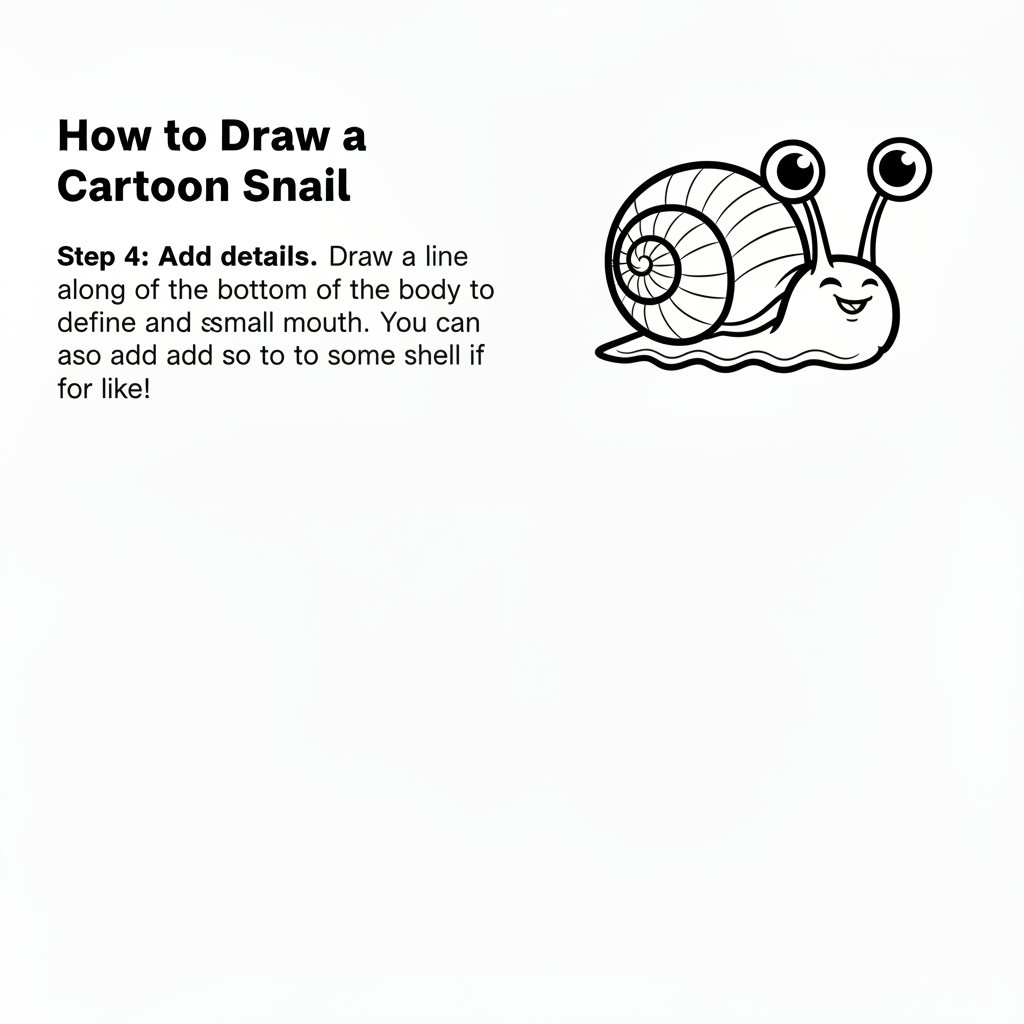 How to Draw a
Cartoon Snail
Step 4: Add details. Draw a line
along of the bottom of the body to
define and ssmall mouth. You can
aso add add so to to some shell if
for like!